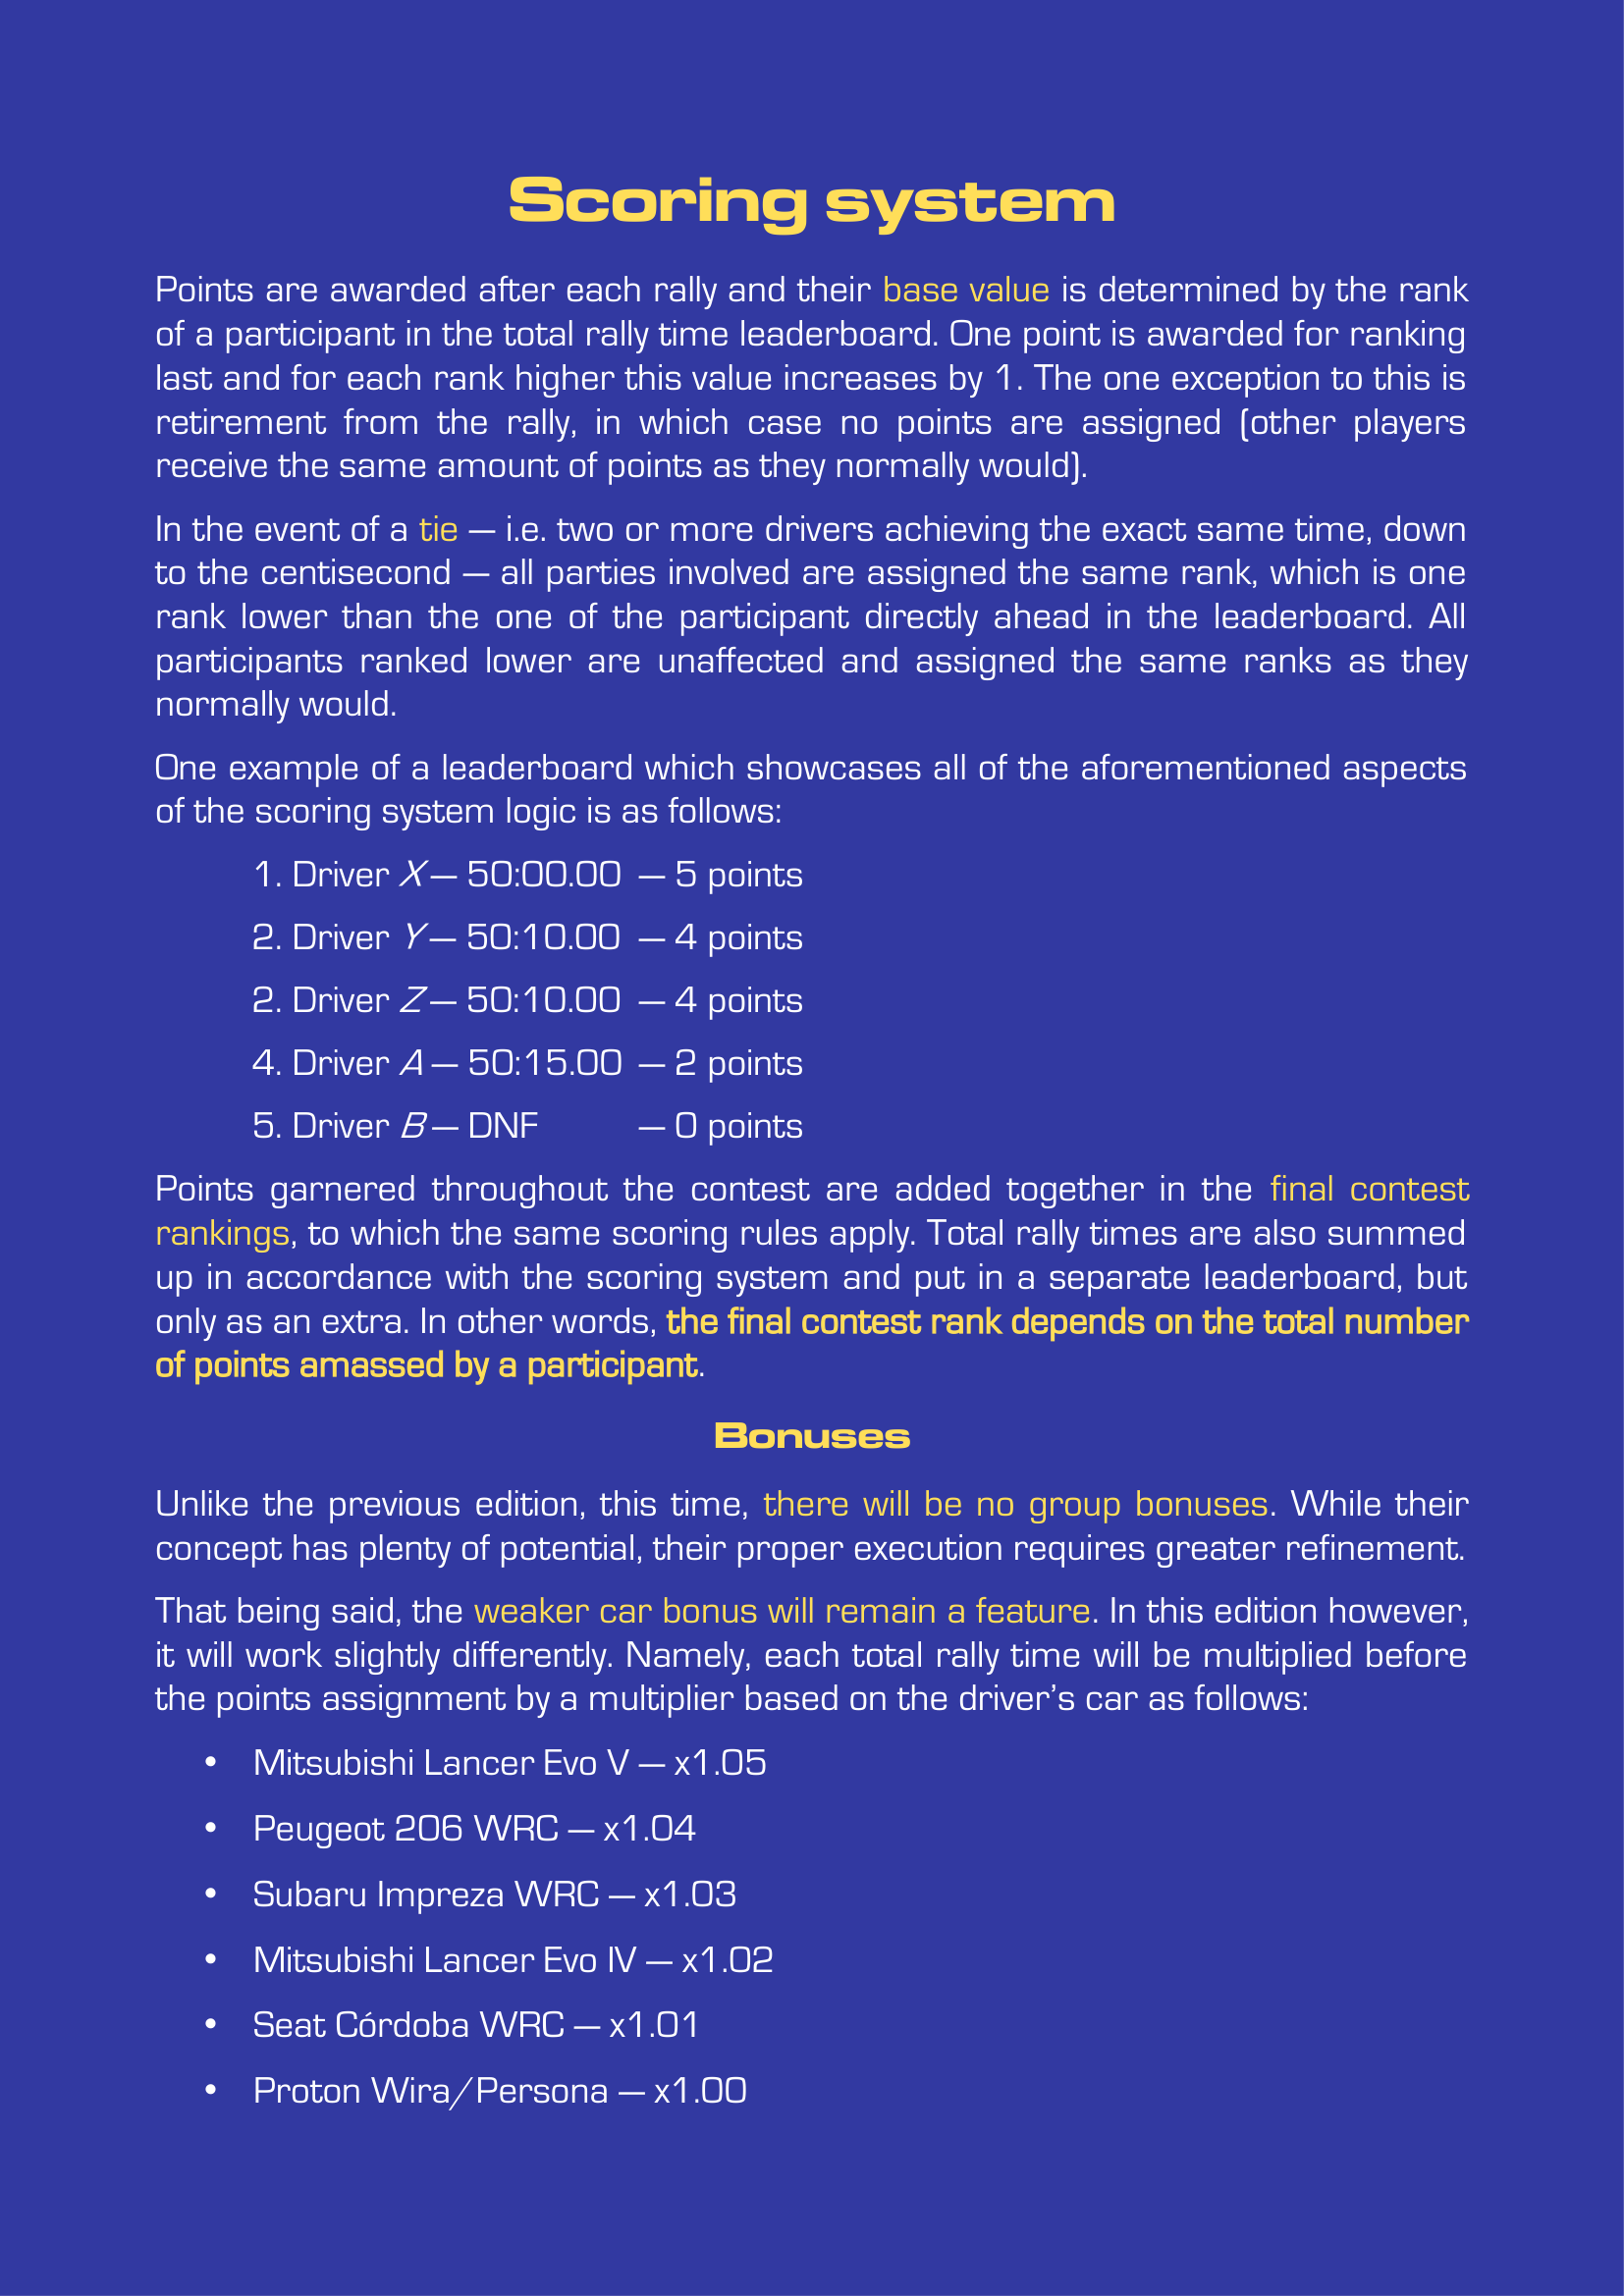 Scoring system
Points are awarded after each rally and their base value is determined by the rank
of a participant in the total rally time leaderboard. One point is awarded for ranking
last and for each rank higher this value increases by 1. The one exception to this is
retirement from the rally, in which case no points are assigned (other players
receive the same amount of points as they normally would).
In the event of a tie — i.e. two or more drivers achieving the exact same time, down
to the centisecond — all parties involved are assigned the same rank, which is one
rank lower than the one of the participant directly ahead in the leaderboard. All
participants ranked lower are unaffected and assigned the same ranks as they
normally would.
One example of a leaderboard which showcases all of the aforementioned aspects
of the scoring system logic is as follows:
1. Driver X — 50:00.00 — 5 points
2. Driver Y — 50:10.00 — 4 points
2. Driver Z — 50:10.00 — 4 points
4. Driver A — 50:15.00 — 2 points
5. Driver B — DNF — 0 points
Points garnered throughout the contest are added together in the final contest
rankings, to which the same scoring rules apply. Total rally times are also summed
up in accordance with the scoring system and put in a separate leaderboard, but
only as an extra. In other words, the final contest rank depends on the total number
of points amassed by a participant.
Bonuses
Unlike the previous edition, this time, there will be no group bonuses. While their
concept has plenty of potential, their proper execution requires greater refinement.
That being said, the weaker car bonus will remain a feature. In this edition however,
it will work slightly differently. Namely, each total rally time will be multiplied before
the points assignment by a multiplier based on the driver's car as follows:
• Mitsubishi Lancer Evo V — x1.05
• Peugeot 206 WRC — x1.04
• Subaru Impreza WRC — x1.03
• Mitsubishi Lancer Evo IV — x1.02
• Seat Córdoba WRC — x1.01
• Proton Wira/Persona — x1.00